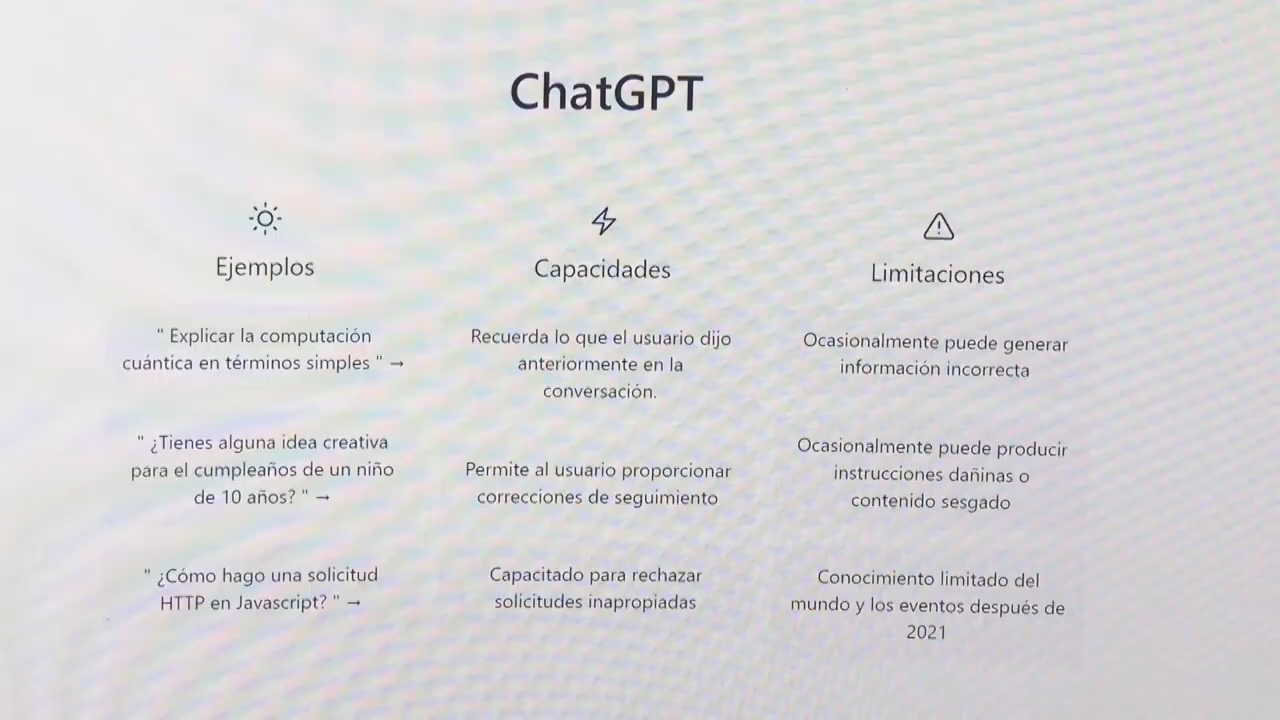 ChatGPT
Ejemplos
" Explicar la computación
cuántica en términos simples " →
" ¿Tienes alguna idea creativa
para el cumpleaños de un niño
de 10 años? " →
" ¿Cómo hago una solicitud
HTTP en Javascript? " →
Capacidades
Recuerda lo que el usuario dijo
anteriormente en la
conversación.
Permite al usuario proporcionar
correcciones de seguimiento
Capacitado para rechazar
solicitudes inapropiadas
Limitaciones
Ocasionalmente puede generar
información incorrecta
Ocasionalmente puede producir
instrucciones dañinas o
contenido sesgado
Conocimiento limitado del
mundo y los eventos después de
2021